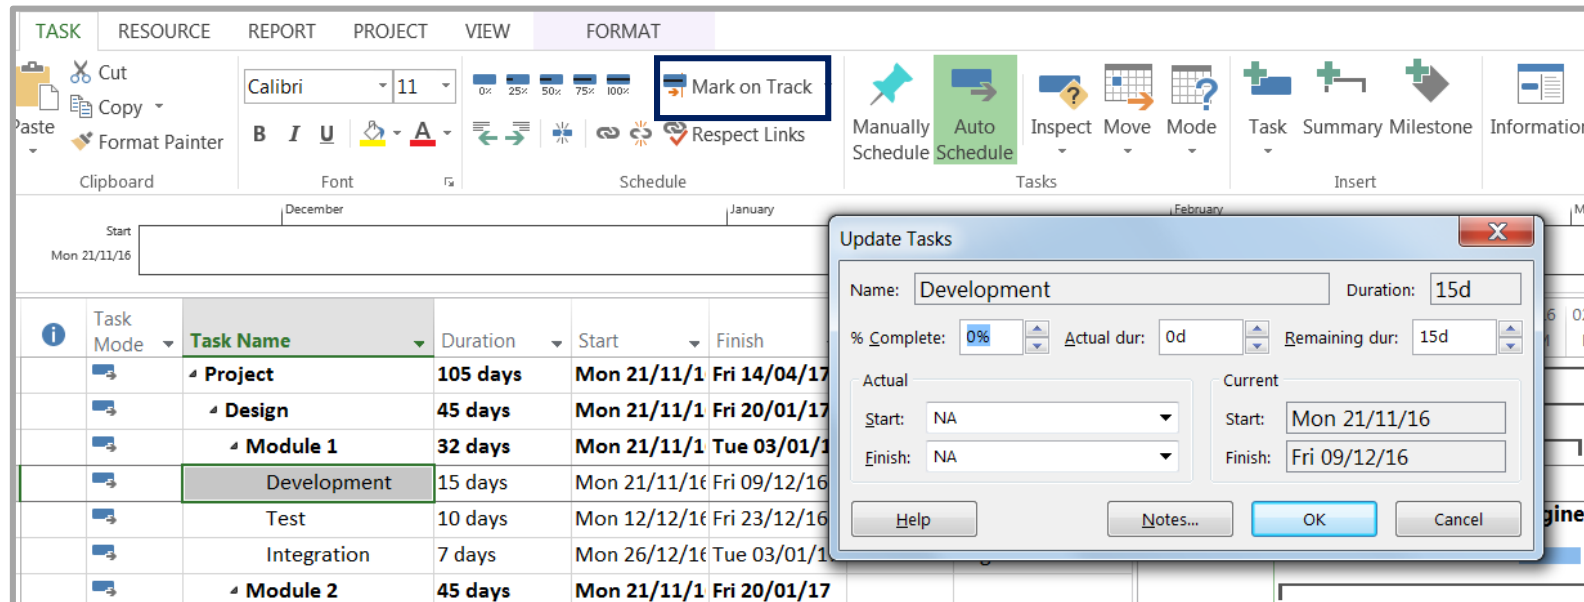 TASK RESOURCE REPORT PROJECT VIEW FORMAT
Cut
Copy
Format Painter
Clipboard
Calibri 11
B I U A
Font
0% 25% 50% 75% 100%
Mark on Track
Respect Links
Schedule
Manually Schedule
Auto Schedule
Inspect Move Mode
Tasks
Task Summary Milestone
Insert
December January February
Start
Mon 21/11/16
Task Mode Task Name Duration Start Finish
Project 105 days Mon 21/11/1 Fri 14/04/17
Design 45 days Mon 21/11/1 Fri 20/01/17
Module 1 32 days Mon 21/11/1 Tue 03/01/1
Development 15 days Mon 21/11/16 Fri 09/12/16
Test 10 days Mon 12/12/16 Fri 23/12/16
Integration 7 days Mon 26/12/16 Tue 03/01/1
Module 2 45 days Mon 21/11/1 Fri 20/01/17
Update Tasks
Name: Development Duration: 15d
% Complete: 0% Actual dur: 0d Remaining dur: 15d
Actual Current
Start: NA Start: Mon 21/11/16
Finish: NA Finish: Fri 09/12/16
Help Notes... OK Cancel